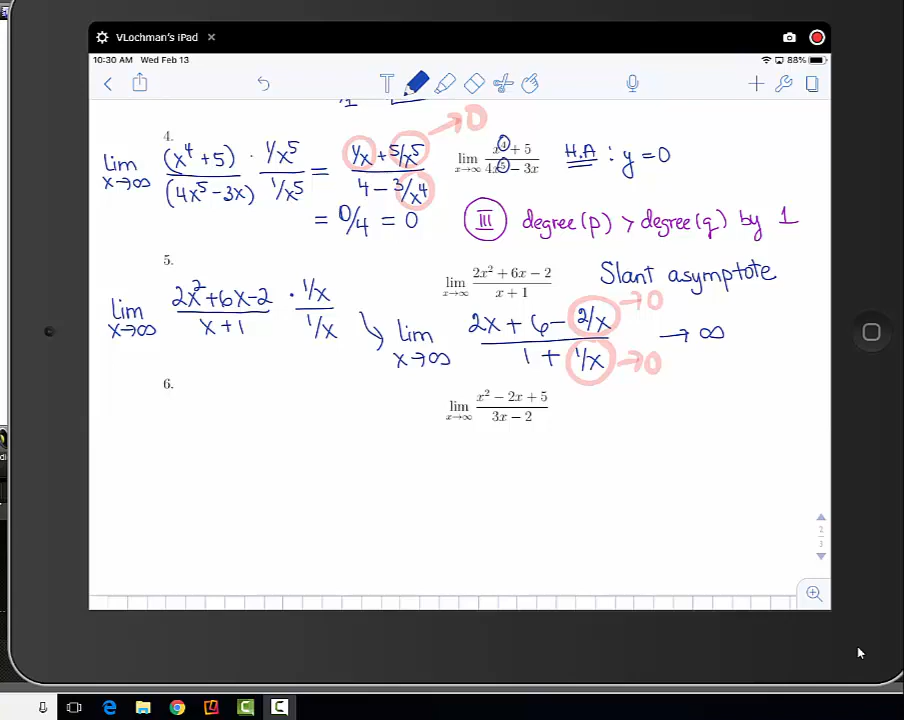 VLochman's iPad ×
10:30 AM Wed Feb 13
88%
T
4.
lim x→∞ (x⁴+5)/(4x⁵−3x) · (1/x⁵)/(1/x⁵) = (1/x + 5/x⁵)/(4 − 3/x⁴) →0
lim x→∞ (x⁴ + 5)/(4x⁵ − 3x) H.A : y = 0
= 0/4 = 0
III degree(p) > degree(q) by 1
5.
lim x→∞ (2x² + 6x − 2)/(x + 1) Slant asymptote
lim x→∞ (2x²+6x−2)/(x+1) · (1/x)/(1/x)
lim x→∞ (2x + 6 − 2/x)/(1 + 1/x) →0 →0 → ∞
6.
lim x→∞ (x² − 2x + 5)/(3x − 2)
2
3